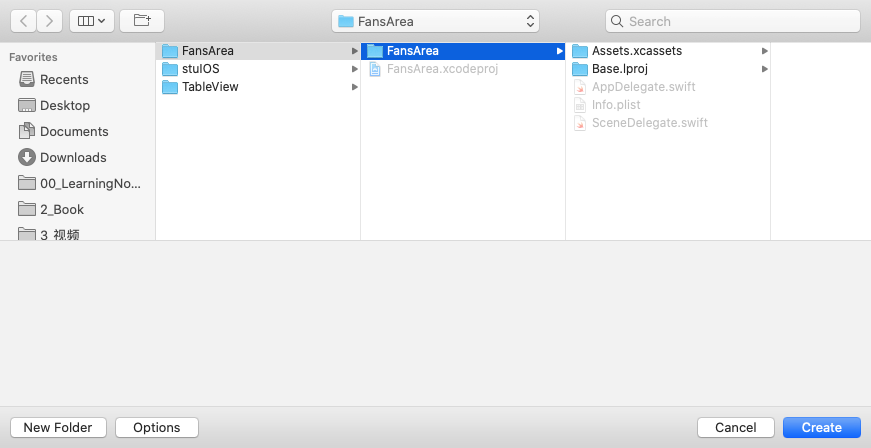 FansArea
Search
Favorites
Recents
Desktop
Documents
Downloads
00_LearningNo...
2_Book
3_视频
FansArea
stuIOS
TableView
FansArea
FansArea.xcodeproj
Assets.xcassets
Base.lproj
AppDelegate.swift
Info.plist
SceneDelegate.swift
New Folder
Options
Cancel
Create